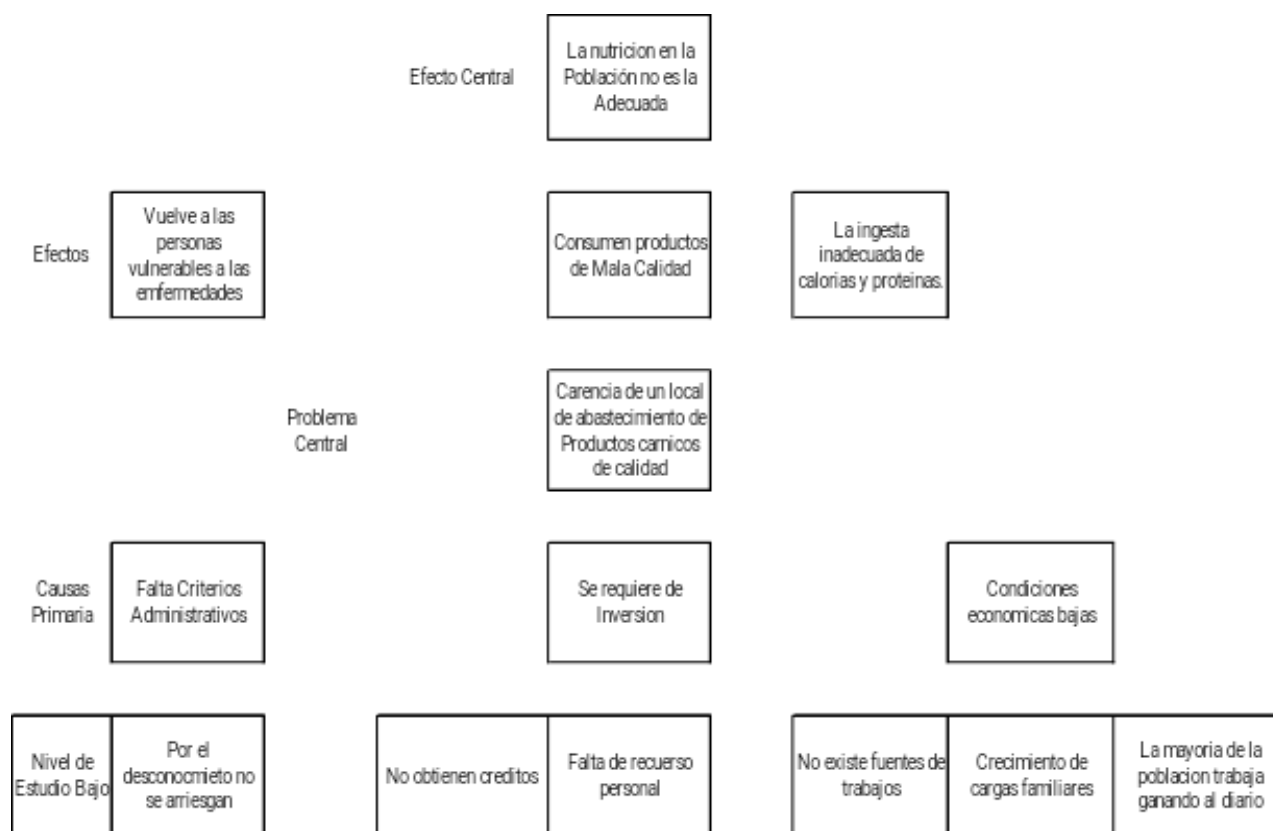 Efecto Central
La nutricion en la
Población no es la
Adecuada
Efectos
Vuelve a las
personas
vulnerables a las
emfermedades
Consumen productos
de Mala Calidad
La ingesta
inadecuada de
calorias y proteinas.
Problema
Central
Carencia de un local
de abastecimiento de
Productos carnicos
de calidad
Causas
Primaria
Falta Criterios
Administrativos
Se requiere de
Inversion
Condiciones
economicas bajas
Nivel de
Estudio Bajo
Por el
desconocmieto no
se arriesgan
No obtienen creditos
Falta de recuerso
personal
No existe fuentes de
trabajos
Crecimiento de
cargas familiares
La mayoria de la
poblacion trabaja
ganando al diario